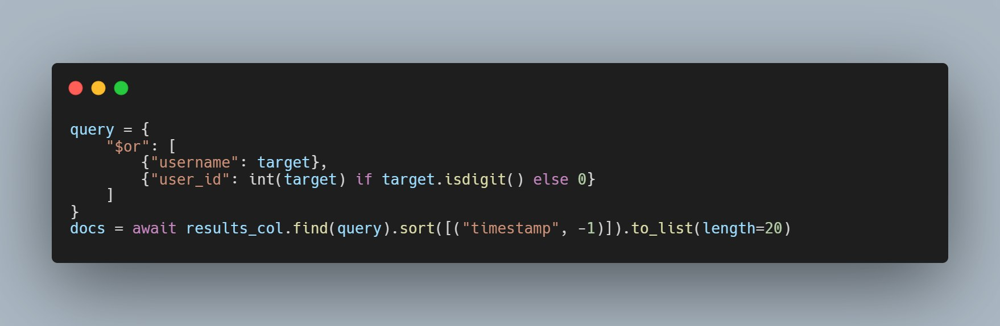 query = {
    "$or": [
        {"username": target},
        {"user_id": int(target) if target.isdigit() else 0}
    ]
}
docs = await results_col.find(query).sort([("timestamp", -1)]).to_list(length=20)